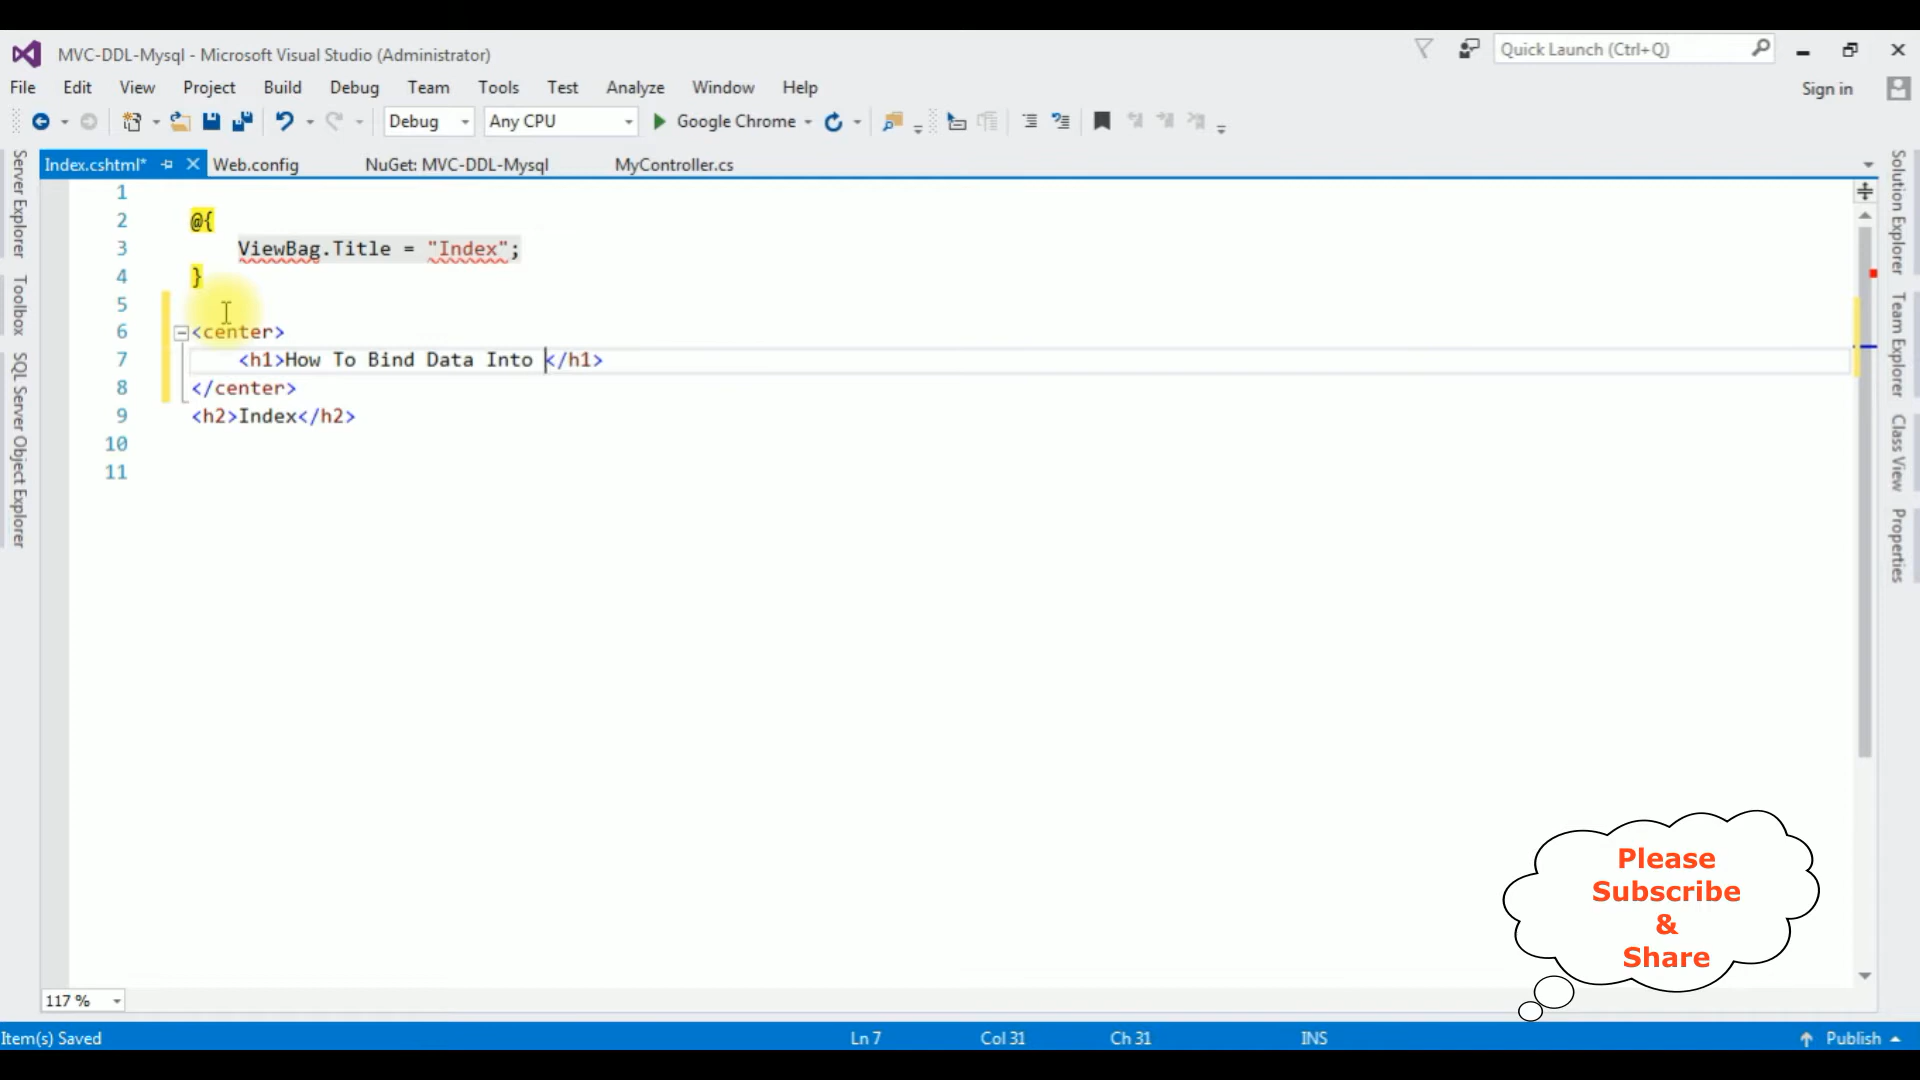 MVC-DDL-Mysql - Microsoft Visual Studio (Administrator)
Quick Launch (Ctrl+Q)
File Edit View Project Build Debug Team Tools Test Analyze Window Help
Sign in
Debug Any CPU Google Chrome
Index.cshtml* Web.config NuGet: MVC-DDL-Mysql MyController.cs
Server Explorer
Toolbox
SQL Server Object Explorer
1
2 @{
3 ViewBag.Title = "Index";
4 }
5
6 <center>
7 <h1>How To Bind Data Into </h1>
8 </center>
9 <h2>Index</h2>
10
11
Solution Explorer
Team Explorer
Class View
Properties
Please
Subscribe
&
Share
117 %
Item(s) Saved Ln 7 Col 31 Ch 31 INS Publish